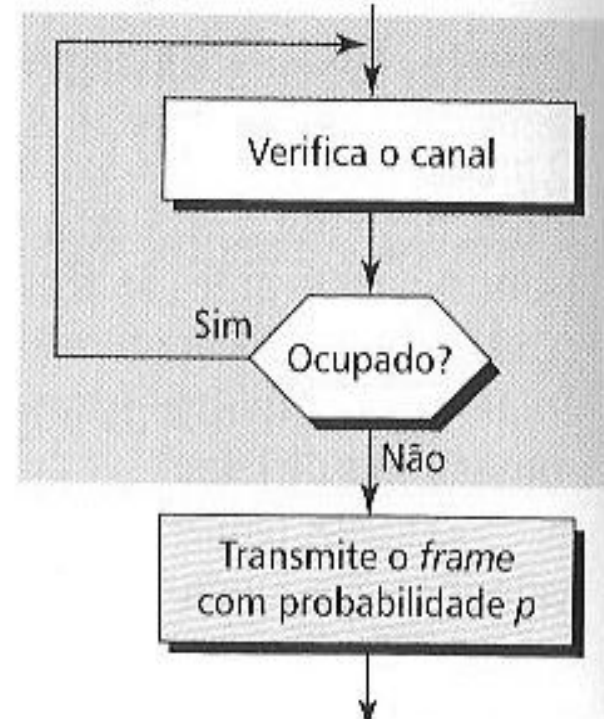 Verifica o canal
Sim
Ocupado?
Não
Transmite o frame
com probabilidade p